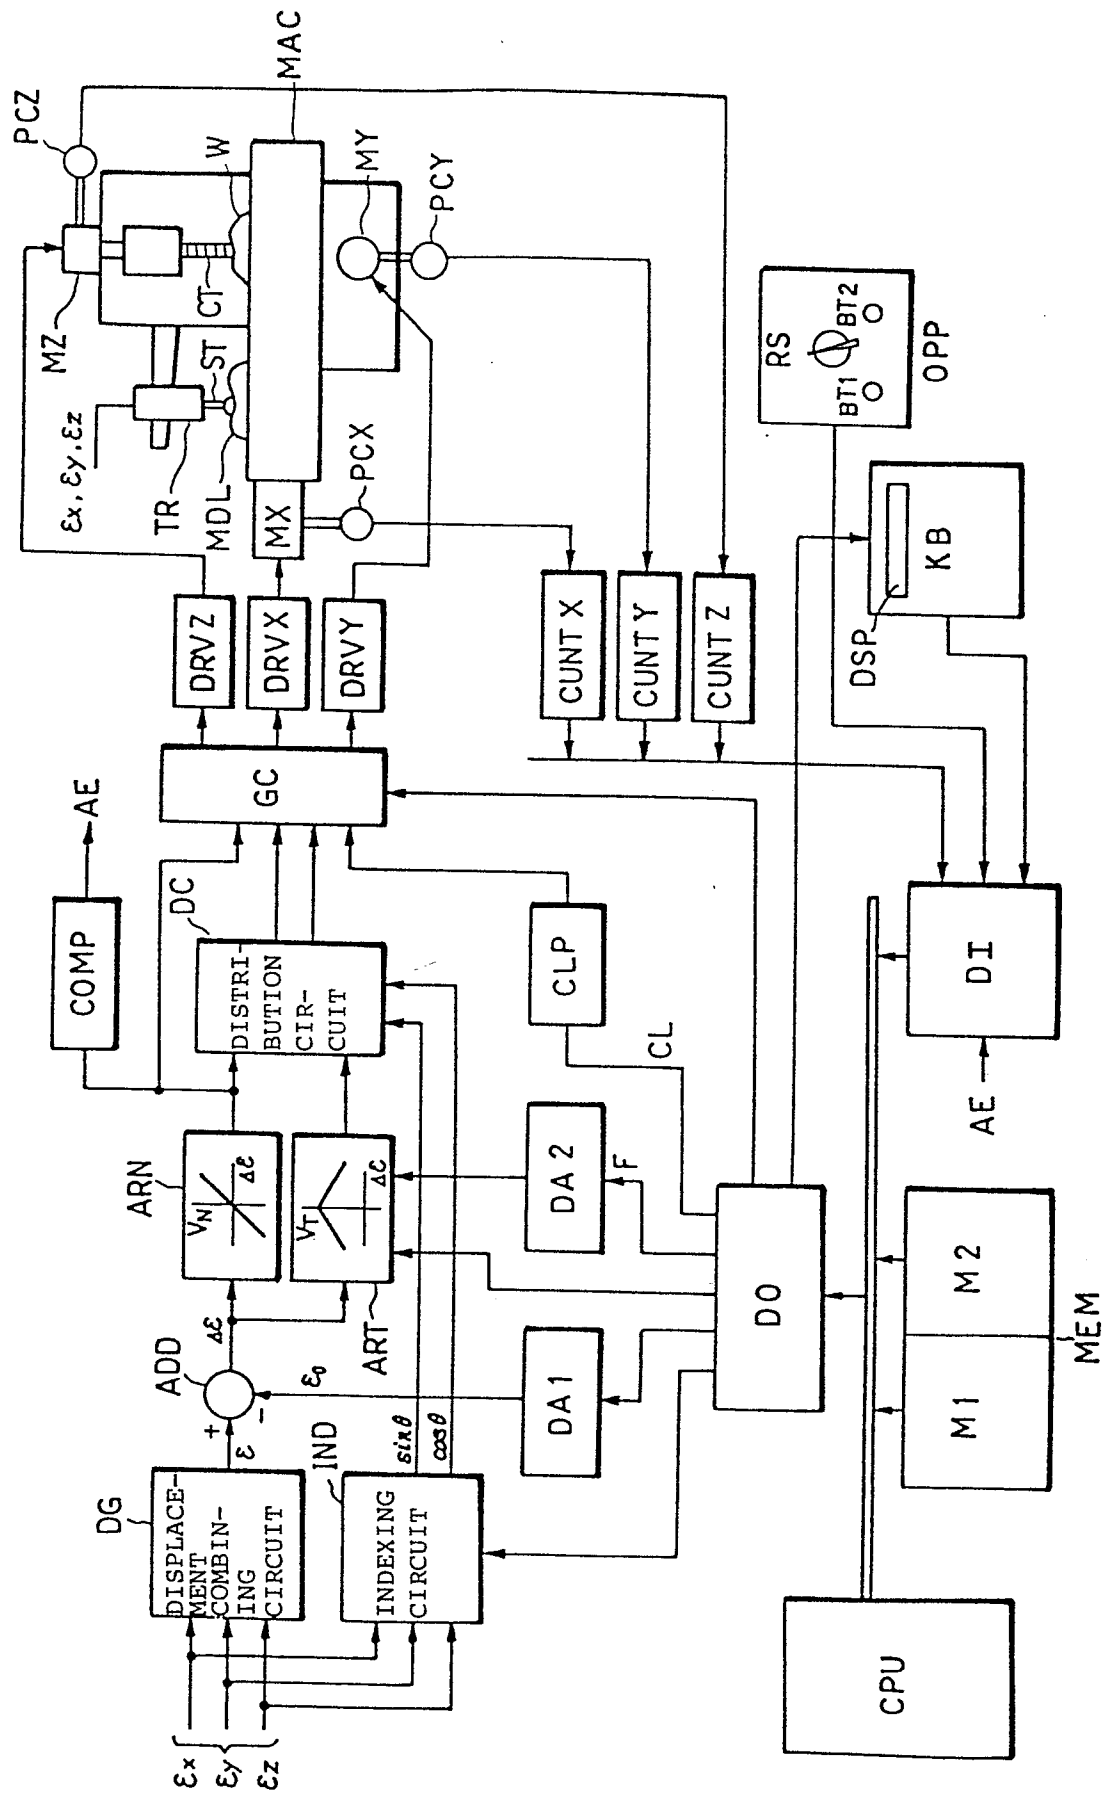 εx
εy
εz
DG
DISPLACE-
MENT
COMBIN-
ING
CIRCUIT
IND
INDEXING
CIRCUIT
+
ε
-
ADD
Δε
ε0
sinθ
cosθ
ARN
VN
Δε
VT
Δε
ART
COMP
AE
DC
DISTRI-
BUTION
CIR-
CUIT
GC
DRVZ
DRVX
DRVY
MZ
PCZ
MAC
εx, εy, εz
TR
MDL
ST
CT
W
MX
PCX
MY
PCY
CUNT X
CUNT Y
CUNT Z
DA1
DA2
F
CL
CLP
DO
RS
BT1
BT2
OPP
KB
DSP
DI
AE
M1
M2
MEM
CPU